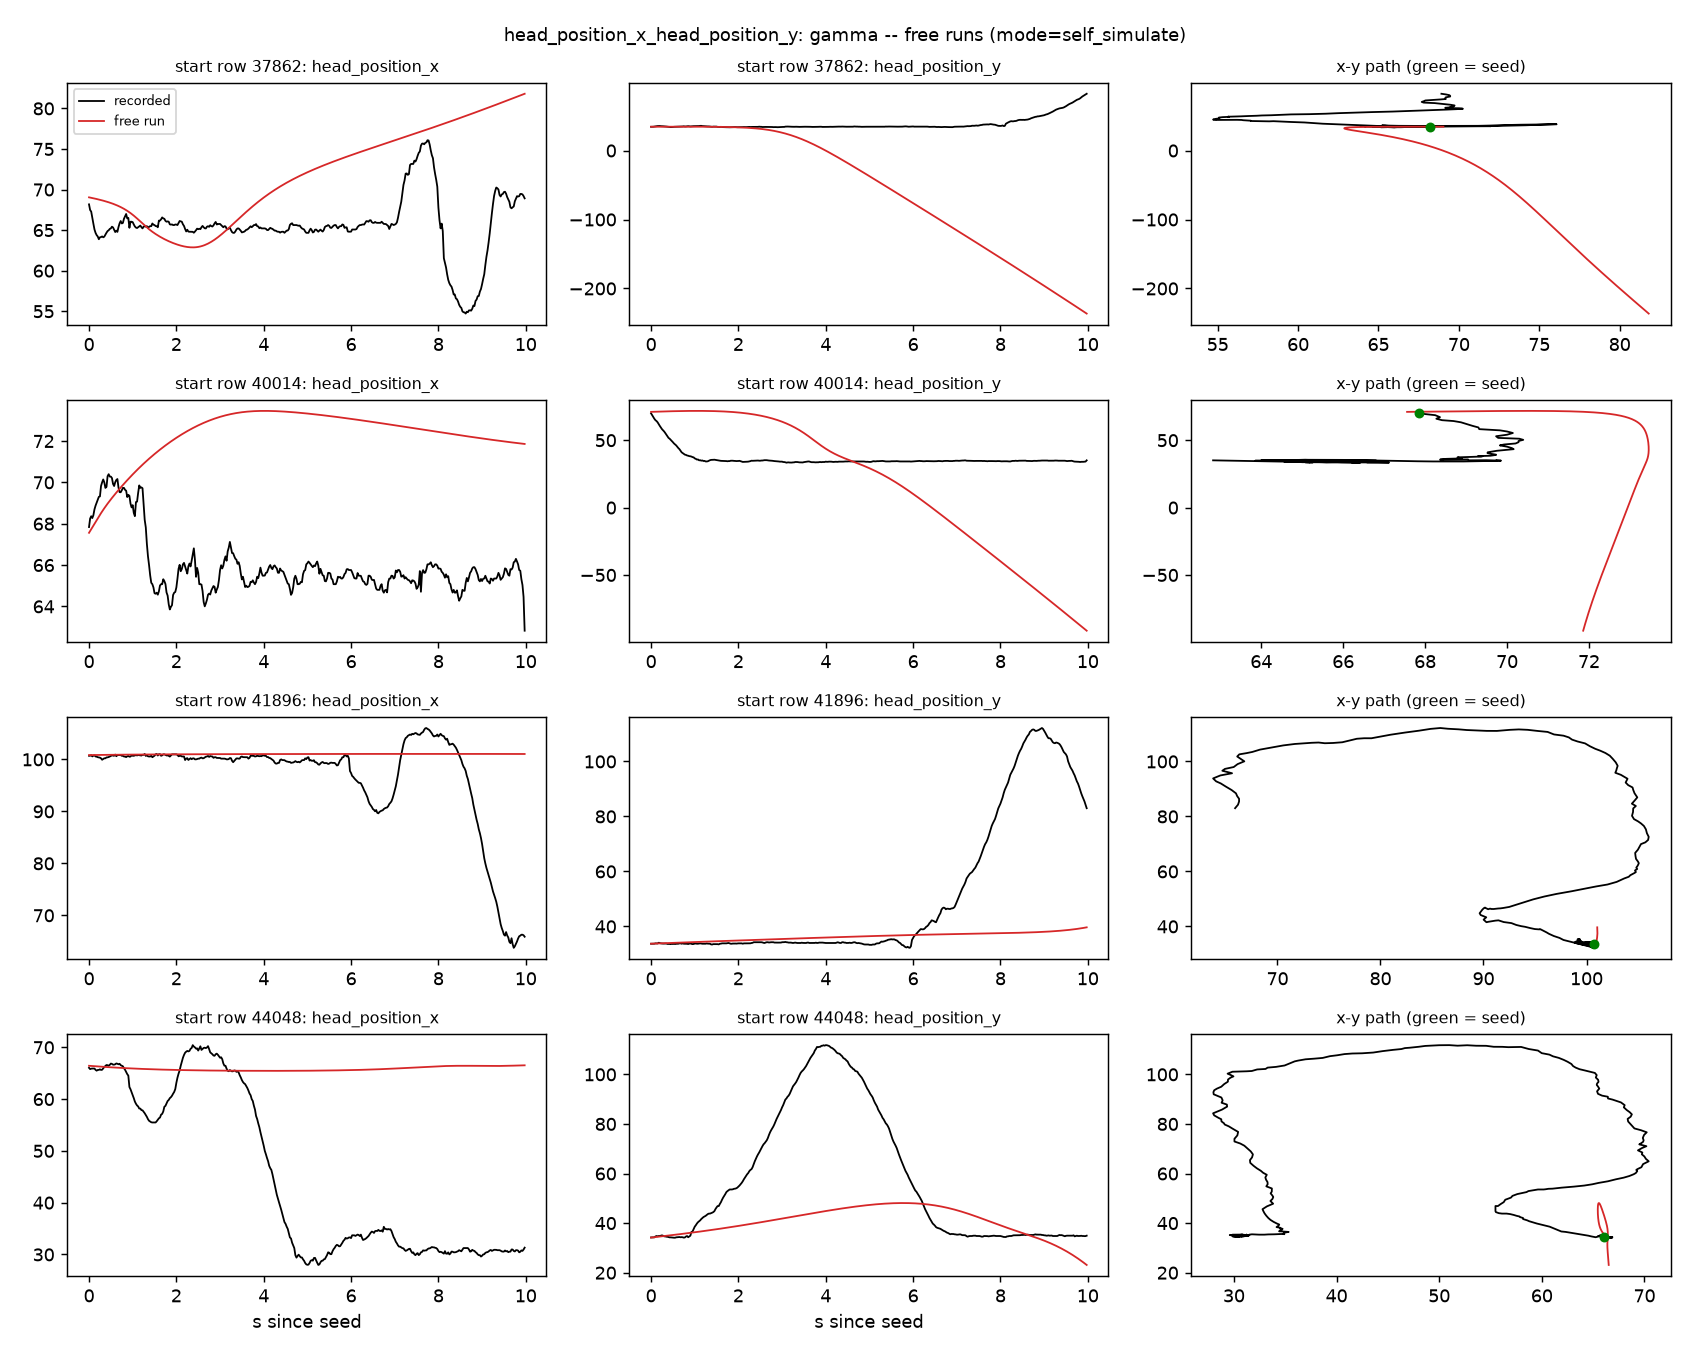 head_position_x_head_position_y: gamma -- free runs (mode=self_simulate)
start row 37862: head_position_x
start row 37862: head_position_y
x-y path (green = seed)
recorded
free run
80
75
70
65
60
55
0
−100
−200
0
−100
−200
0 2 4 6 8 10
0 2 4 6 8 10
55 60 65 70 75 80
start row 40014: head_position_x
start row 40014: head_position_y
x-y path (green = seed)
72
70
68
66
64
50
0
−50
50
0
−50
0 2 4 6 8 10
0 2 4 6 8 10
64 66 68 70 72
start row 41896: head_position_x
start row 41896: head_position_y
x-y path (green = seed)
100
90
80
70
100
80
60
40
100
80
60
40
0 2 4 6 8 10
0 2 4 6 8 10
70 80 90 100
start row 44048: head_position_x
start row 44048: head_position_y
x-y path (green = seed)
70
60
50
40
30
100
80
60
40
20
100
80
60
40
20
0 2 4 6 8 10
0 2 4 6 8 10
30 40 50 60 70
s since seed
s since seed